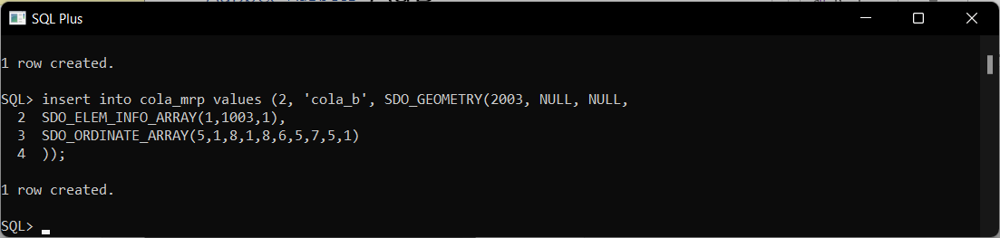 SQL Plus
1 row created.
SQL> insert into cola_mrp values (2, 'cola_b', SDO_GEOMETRY(2003, NULL, NULL,
  2  SDO_ELEM_INFO_ARRAY(1,1003,1),
  3  SDO_ORDINATE_ARRAY(5,1,8,1,8,6,5,7,5,1)
  4  ));
1 row created.
SQL>